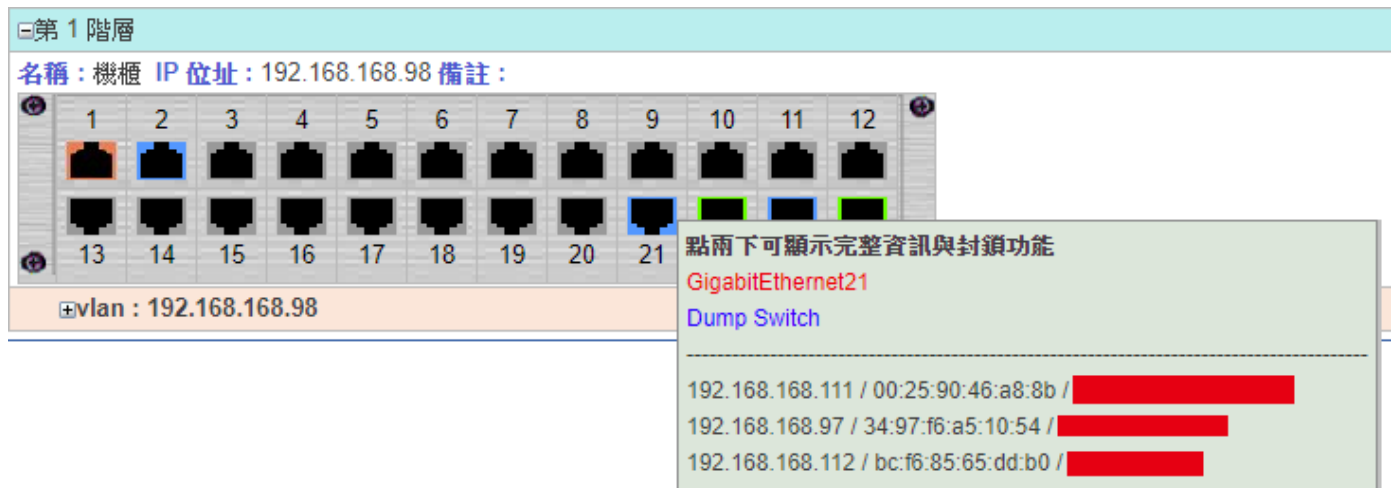 第 1 階層
名稱：機櫃 IP 位址：192.168.168.98 備註：
1 2 3 4 5 6 7 8 9 10 11 12
13 14 15 16 17 18 19 20 21
vlan : 192.168.168.98
點兩下可顯示完整資訊與封鎖功能
GigabitEthernet21
Dump Switch
192.168.168.111 / 00:25:90:46:a8:8b /
192.168.168.97 / 34:97:f6:a5:10:54 /
192.168.168.112 / bc:f6:85:65:dd:b0 /